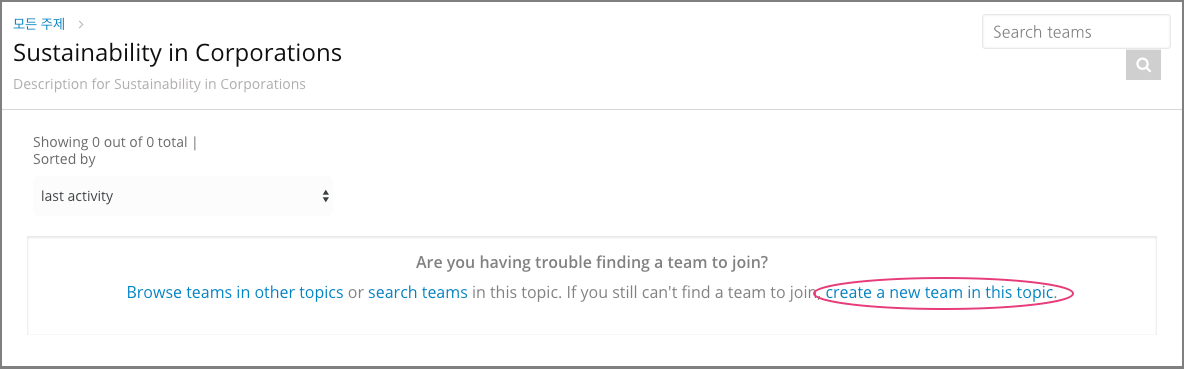 모든 주제
Sustainability in Corporations
Search teams
Description for Sustainability in Corporations
Showing 0 out of 0 total |
Sorted by
last activity
Are you having trouble finding a team to join?
Browse teams in other topics or search teams in this topic. If you still can't find a team to join, create a new team in this topic.